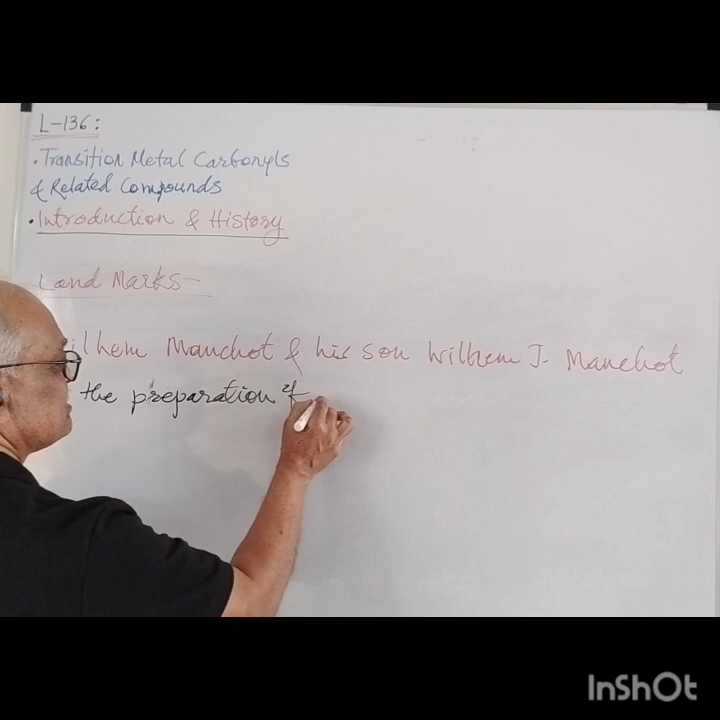 L-136:
• Transition Metal Carbonyls
& Related Compounds
• Introduction & History
Land Marks-
ilhem Manchot & his son Wilhem J. Manchot
the preparation of
InShOt